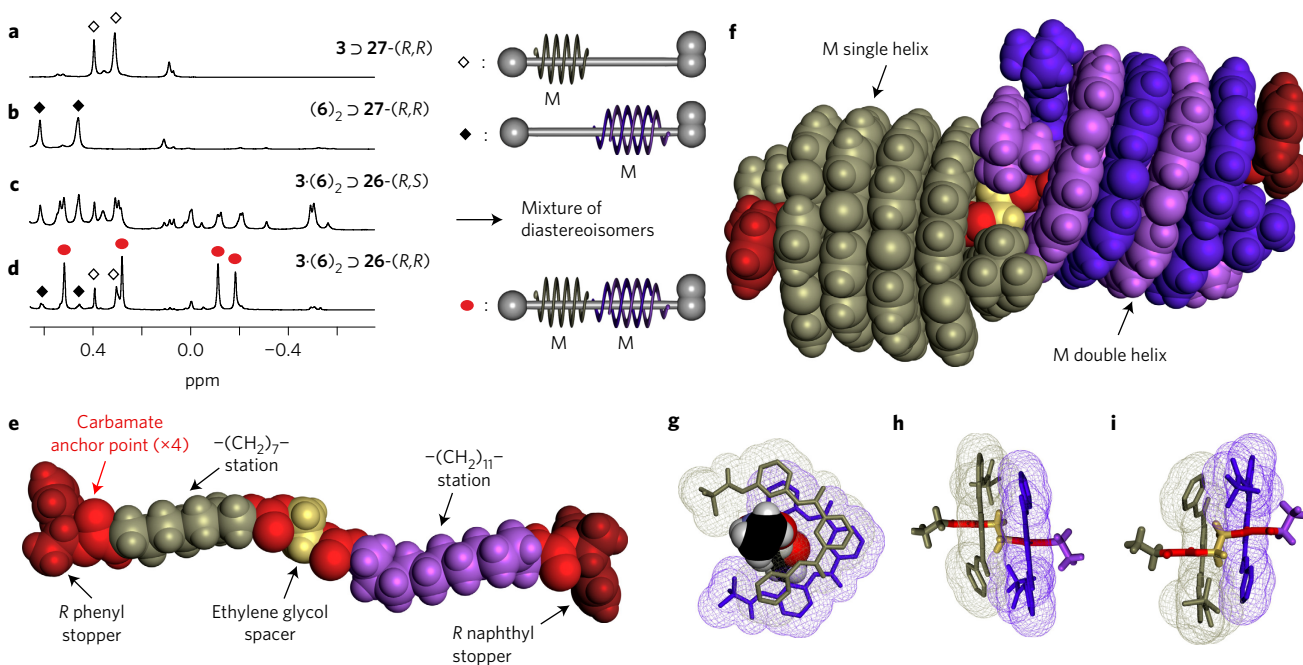 a
3 ⊃ 27-(R,R)
b
(6)₂ ⊃ 27-(R,R)
c
3·(6)₂ ⊃ 26-(R,S)
d
3·(6)₂ ⊃ 26-(R,R)
0.4 0.0 −0.4
ppm
:
M
:
M
Mixture of
diastereoisomers
:
M M
e
Carbamate
anchor point (×4)
–(CH₂)₇–
station
–(CH₂)₁₁–
station
R phenyl
stopper
Ethylene glycol
spacer
R naphthyl
stopper
f
M single helix
M double helix
g
h
i